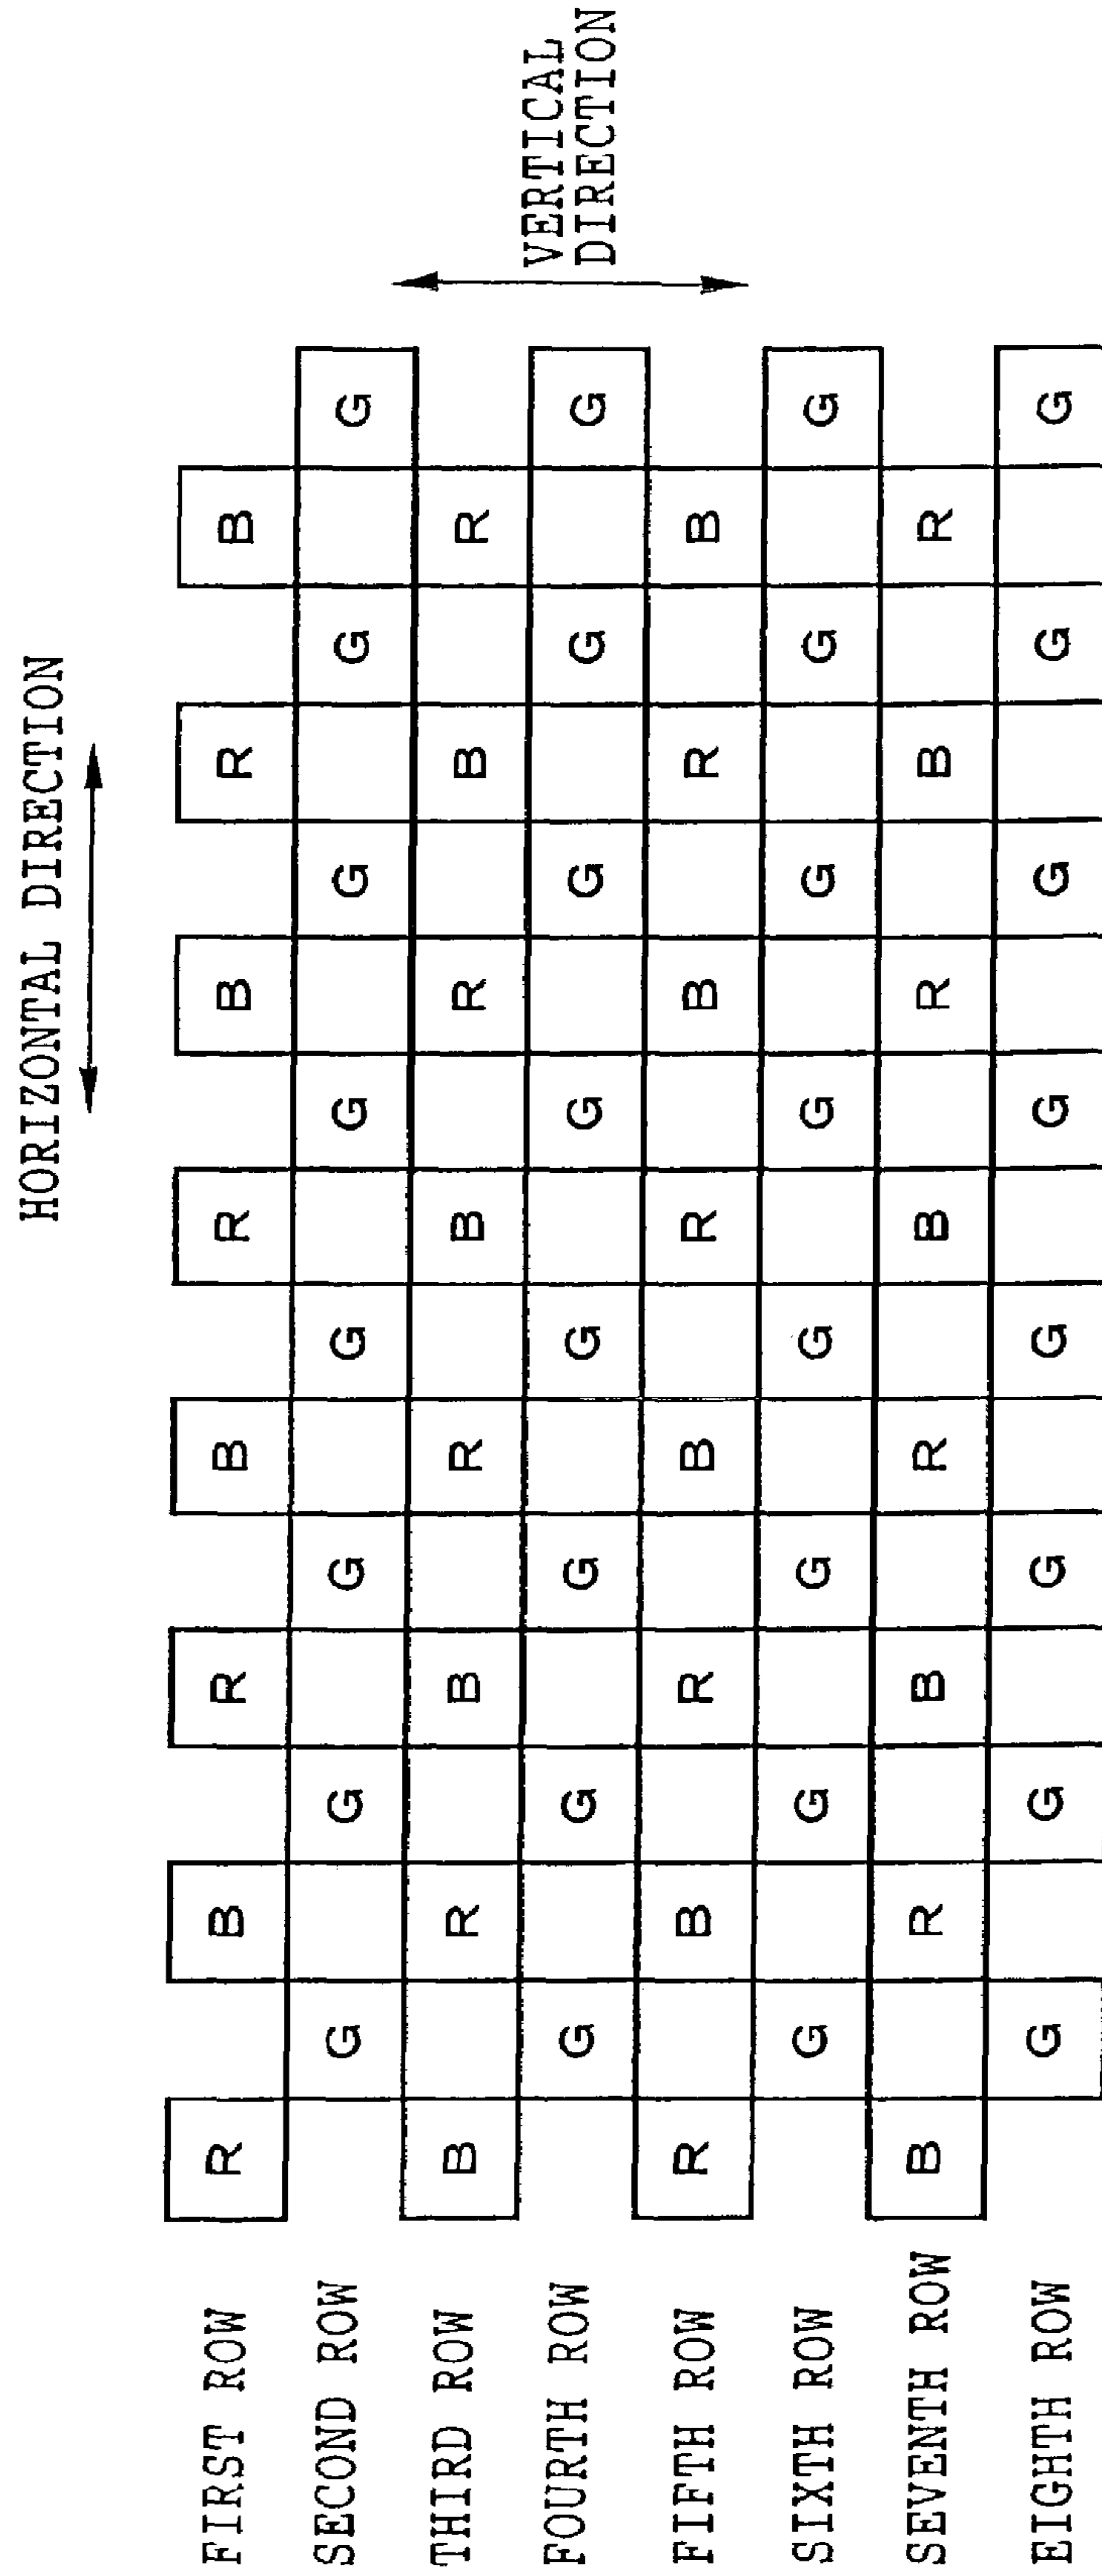 HORIZONTAL DIRECTION
FIRST ROW R B R B R B R B
SECOND ROW G G G G G G G G
THIRD ROW B R B R B R B R
FOURTH ROW G G G G G G G G
FIFTH ROW R B R B R B R B
SIXTH ROW G G G G G G G G
SEVENTH ROW B R B R B R B R
EIGHTH ROW G G G G G G G G
VERTICAL
DIRECTION